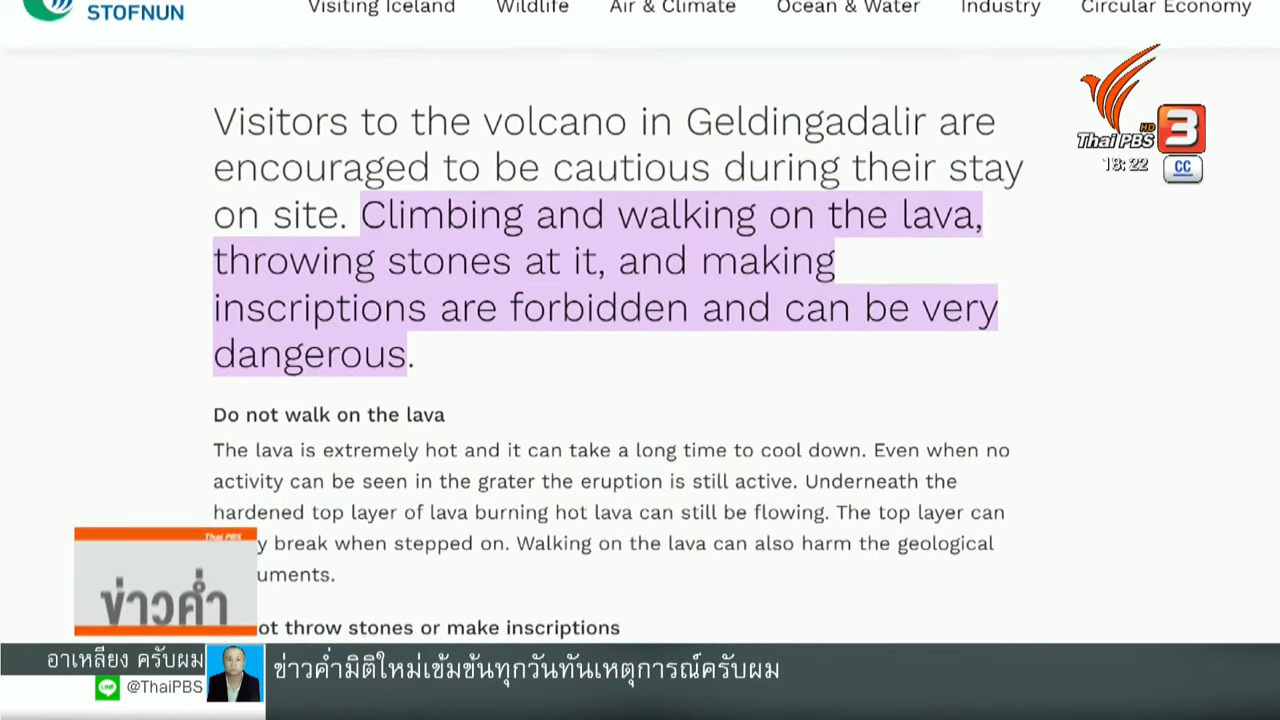 STOFNUN
Visiting Iceland Wildlife Air & Climate Ocean & Water Industry Circular Economy
Visitors to the volcano in Geldingadalir are
encouraged to be cautious during their stay
on site. Climbing and walking on the lava,
throwing stones at it, and making
inscriptions are forbidden and can be very
dangerous.
Thai PBS HD 3
18:22
CC
Do not walk on the lava
The lava is extremely hot and it can take a long time to cool down. Even when no
activity can be seen in the grater the eruption is still active. Underneath the
hardened top layer of lava burning hot lava can still be flowing. The top layer can
y break when stepped on. Walking on the lava can also harm the geological
uments.
ot throw stones or make inscriptions
Thai PBS
ข่าวค่ำ
อาเหลียง ครับผม
@ThaiPBS
ข่าวค่ำมิติใหม่เข้มข้นทุกวันทันเหตุการณ์ครับผม